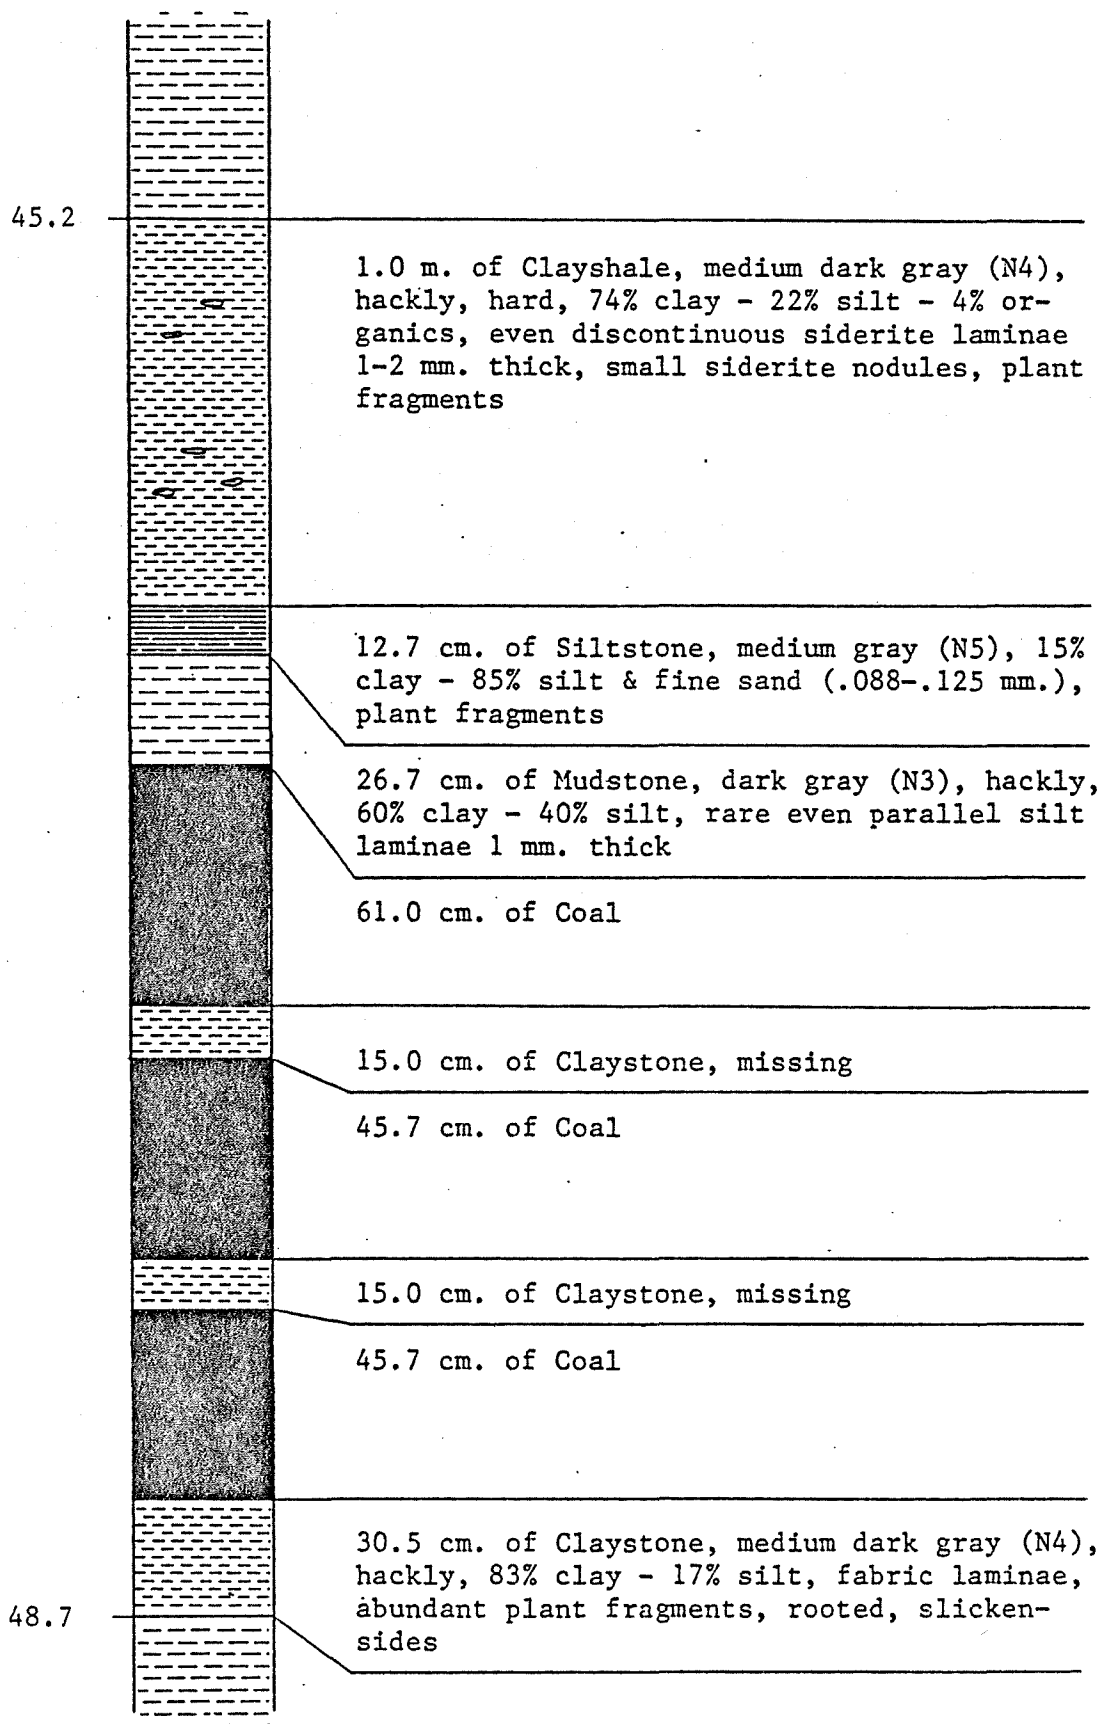 45.2
1.0 m. of Clayshale, medium dark gray (N4),
hackly, hard, 74% clay - 22% silt - 4% or-
ganics, even discontinuous siderite laminae
1-2 mm. thick, small siderite nodules, plant
fragments
12.7 cm. of Siltstone, medium gray (N5), 15%
clay - 85% silt & fine sand (.088-.125 mm.),
plant fragments
26.7 cm. of Mudstone, dark gray (N3), hackly,
60% clay - 40% silt, rare even parallel silt
laminae 1 mm. thick
61.0 cm. of Coal
15.0 cm. of Claystone, missing
45.7 cm. of Coal
15.0 cm. of Claystone, missing
45.7 cm. of Coal
30.5 cm. of Claystone, medium dark gray (N4),
hackly, 83% clay - 17% silt, fabric laminae,
abundant plant fragments, rooted, slicken-
sides
48.7